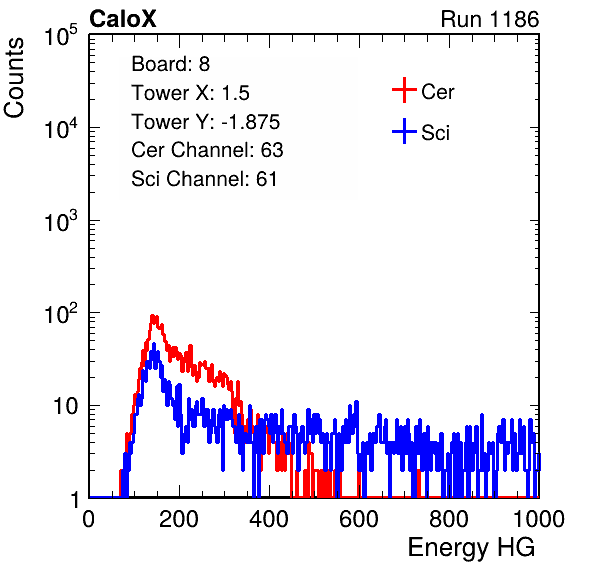 CaloX Run 1186
Counts
Board: 8
Tower X: 1.5
Tower Y: -1.875
Cer Channel: 63
Sci Channel: 61
Cer
Sci
10^5
10^4
10^3
10^2
10
1
0 200 400 600 800 1000
Energy HG